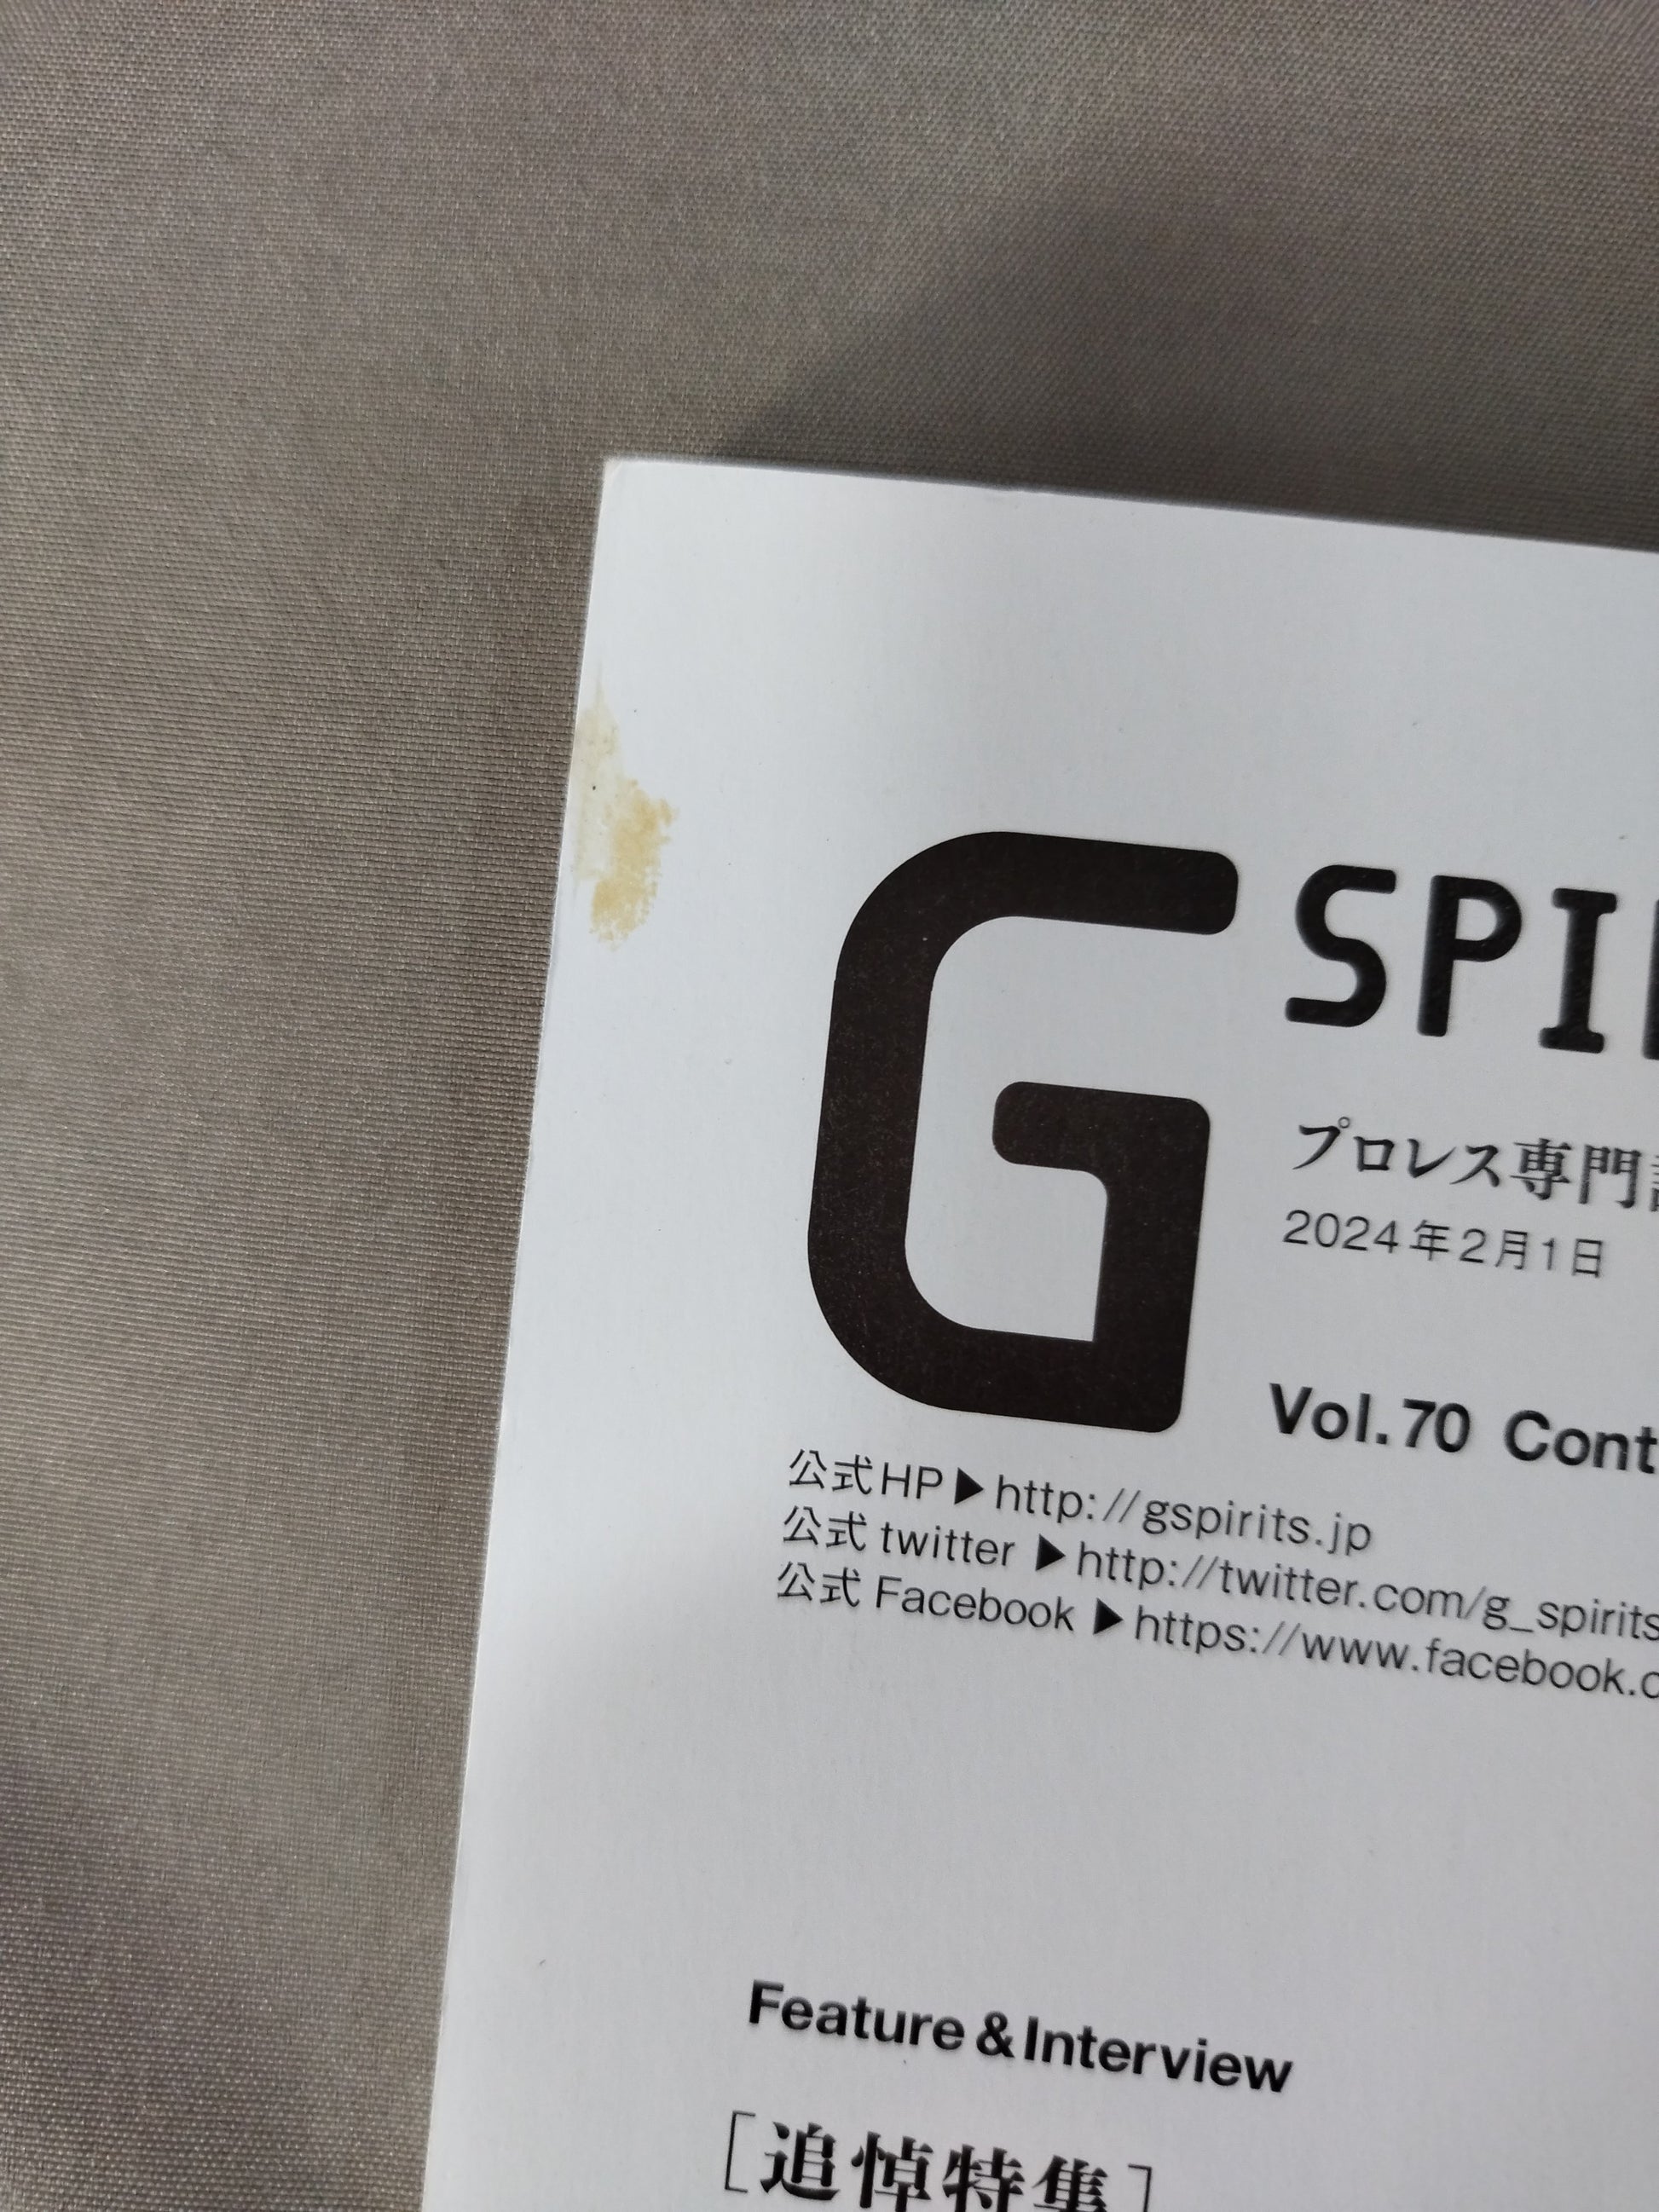 G SPI
プロレス専門
2024年2月1日
Vol.70 Cont
公式HP▶http://gspirits.jp
公式 twitter ▶http://twitter.com/g_spirits
公式 Facebook ▶https://www.facebook.c
Feature & Interview
[追悼特集]